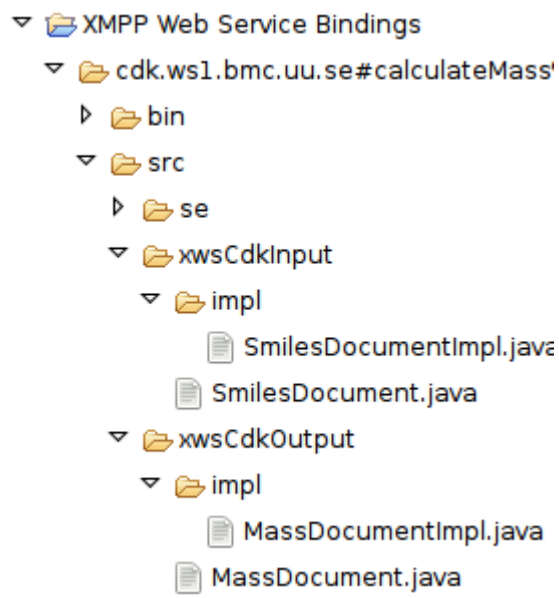 XMPP Web Service Bindings
cdk.ws1.bmc.uu.se#calculateMass
bin
src
se
xwsCdkInput
impl
SmilesDocumentImpl.java
SmilesDocument.java
xwsCdkOutput
impl
MassDocumentImpl.java
MassDocument.java